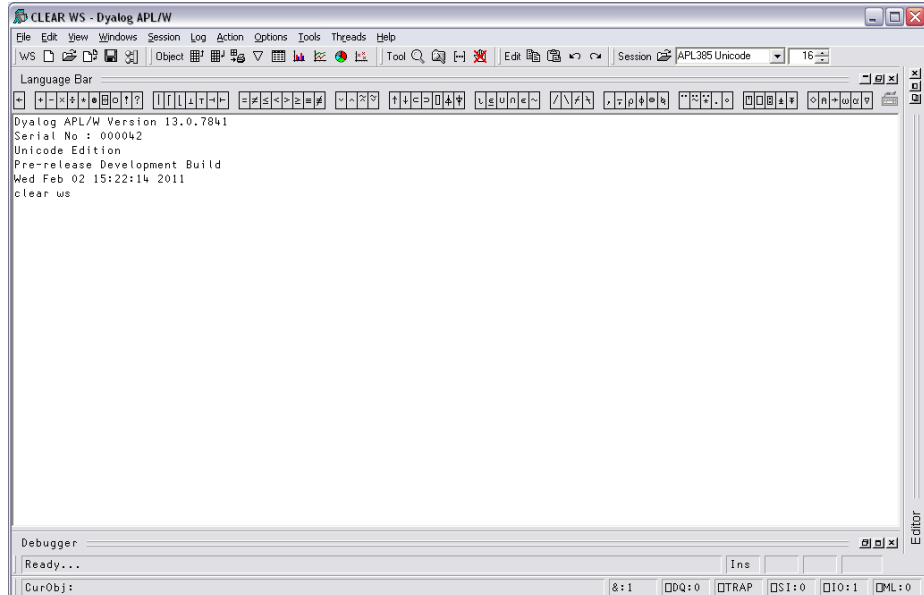 CLEAR WS - Dyalog APL/W
File Edit View Windows Session Log Action Options Tools Threads Help
WS Object Tool Edit Session APL385 Unicode 16
Language Bar
← + - × ÷ * ⍟ ⌹ ○ ! ? | ⌈ ⌊ ⊥ ⊤ ⊣ ⊢ = ≠ ≤ < > ≥ ≡ ≢ ∨ ∧ ⍲ ⍱ ↑ ↓ ⊂ ⊃ ⌷ ⍋ ⍒ ⍳ ⍷ ∪ ∩ ∊ ~ / \ ⌿ ⍀ , ⍪ ⍴ ⌽ ⊖ ⍉ ¨ ⍨ ⍣ . ∘ ⍞ ⎕ ⍠ ⍎ ⍕ ⋄ ⍝ → ⍵ ⍺ ∇
Dyalog APL/W Version 13.0.7841
Serial No : 000042
Unicode Edition
Pre-release Development Build
Wed Feb 02 15:22:14 2011
clear ws
Editor
Debugger
Ready... Ins
CurObj: &:1 ⎕DQ:0 ⎕TRAP ⎕SI:0 ⎕IO:1 ⎕ML:0